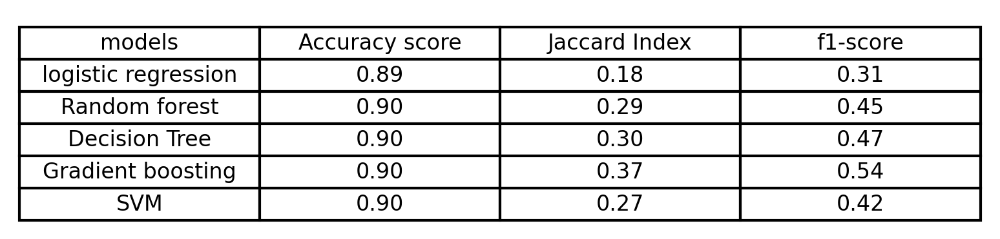 models Accuracy score Jaccard Index f1-score
logistic regression 0.89 0.18 0.31
Random forest 0.90 0.29 0.45
Decision Tree 0.90 0.30 0.47
Gradient boosting 0.90 0.37 0.54
SVM 0.90 0.27 0.42